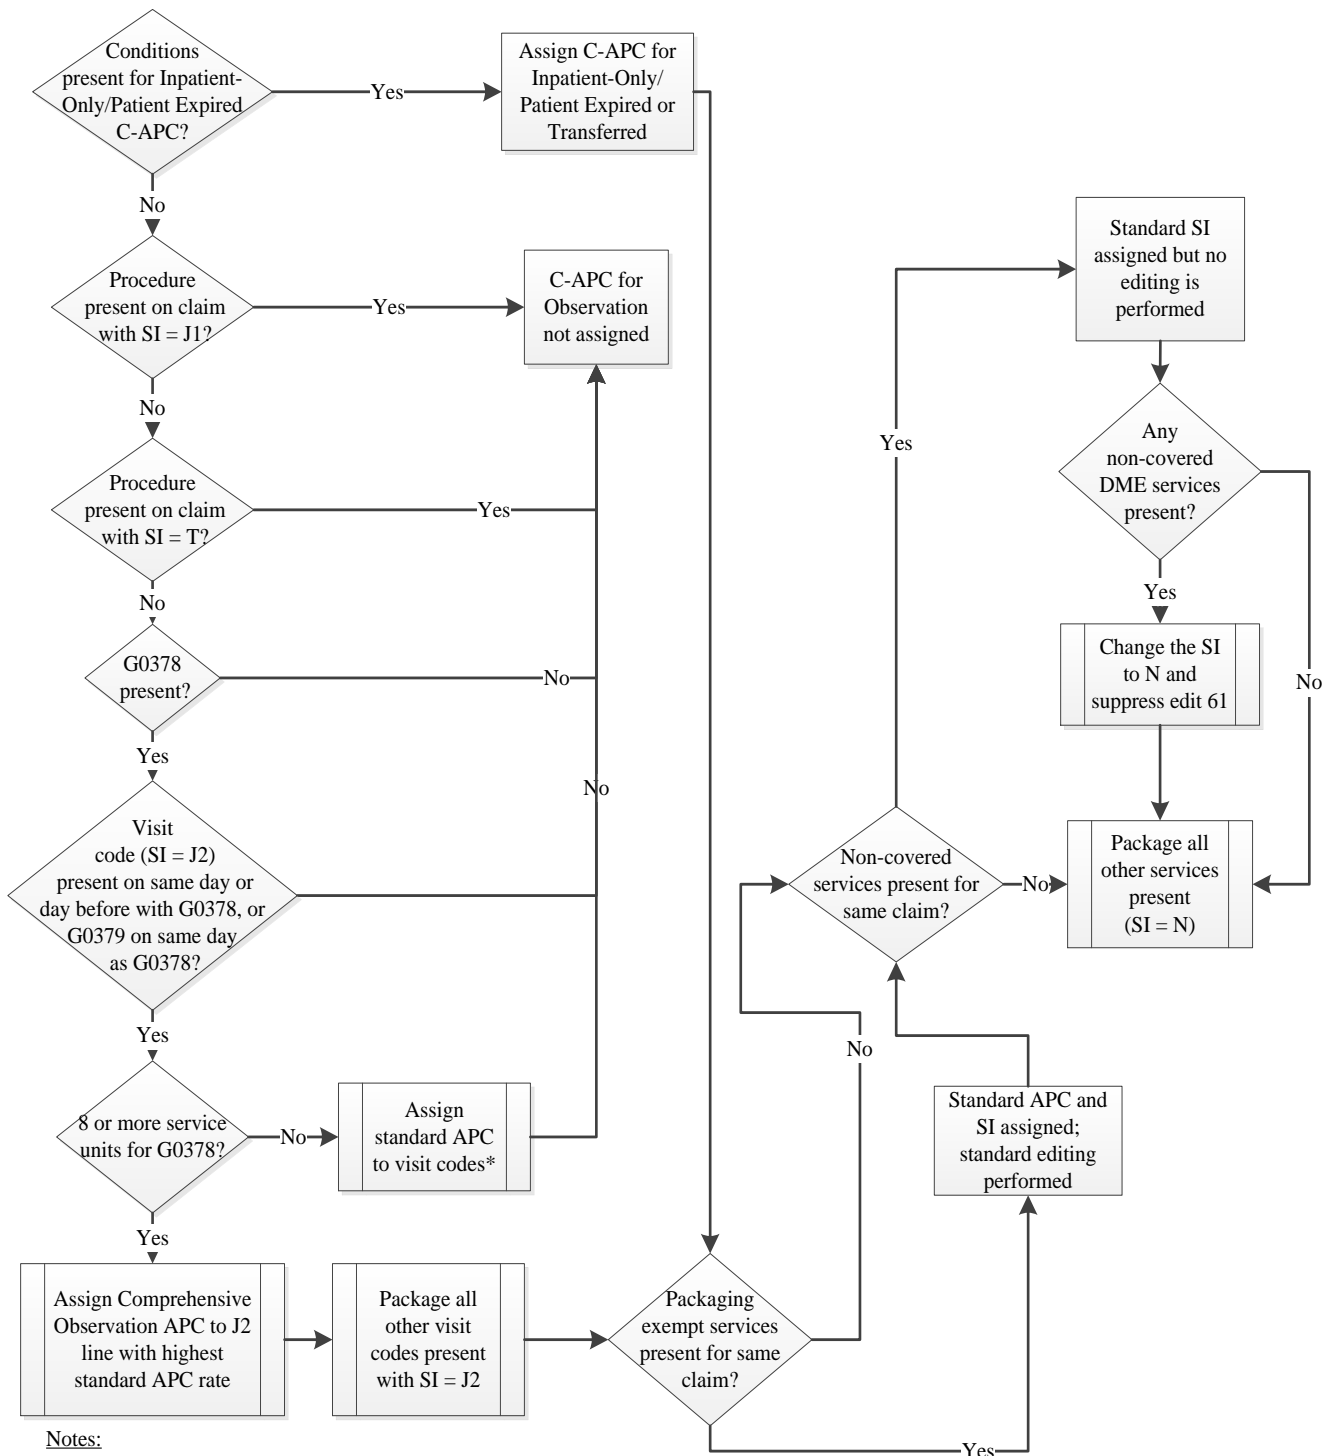 Conditions
present for Inpatient-
Only/Patient Expired
C-APC?
Yes
Assign C-APC for
Inpatient-Only/
Patient Expired or
Transferred
No
Procedure
present on claim
with SI = J1?
Yes
C-APC for
Observation
not assigned
No
Procedure
present on claim
with SI = T?
Yes
No
G0378
present?
No
Yes
Visit
code (SI = J2)
present on same day or
day before with G0378, or
G0379 on same day
as G0378?
No
Yes
8 or more service
units for G0378?
No
Assign
standard APC
to visit codes*
Yes
Assign Comprehensive
Observation APC to J2
line with highest
standard APC rate
Package all
other visit
codes present
with SI = J2
Packaging
exempt services
present for same
claim?
No
Yes
Standard APC and
SI assigned;
standard editing
performed
Non-covered
services present for
same claim?
No
Yes
Standard SI
assigned but no
editing is
performed
Any
non-covered
DME services
present?
No
Yes
Change the SI
to N and
suppress edit 61
Package all
other services
present
(SI = N)
Notes: